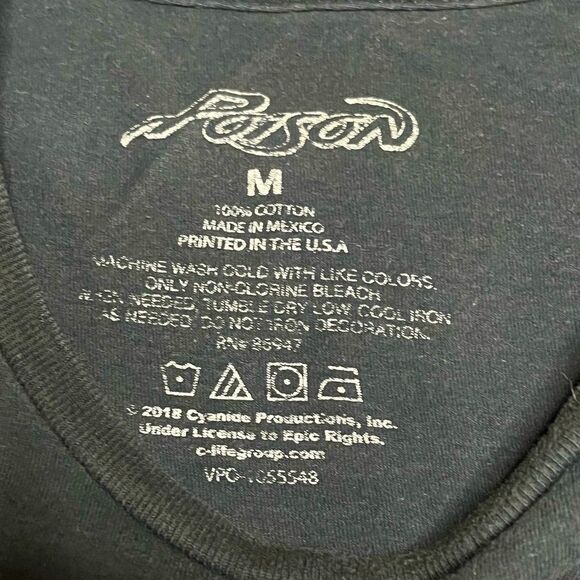 Poison
M
100% COTTON
MADE IN MEXICO
PRINTED IN THE U.S.A
MACHINE WASH COLD WITH LIKE COLORS.
ONLY NON-CLORINE BLEACH
WHEN NEEDED, TUMBLE DRY LOW, COOL IRON
AS NEEDED. DO NOT IRON DECORATION.
RN# 86947
© 2018 Cyanide Productions, Inc.
Under License to Epic Rights.
c-lifegroup.com
VPO-1055548